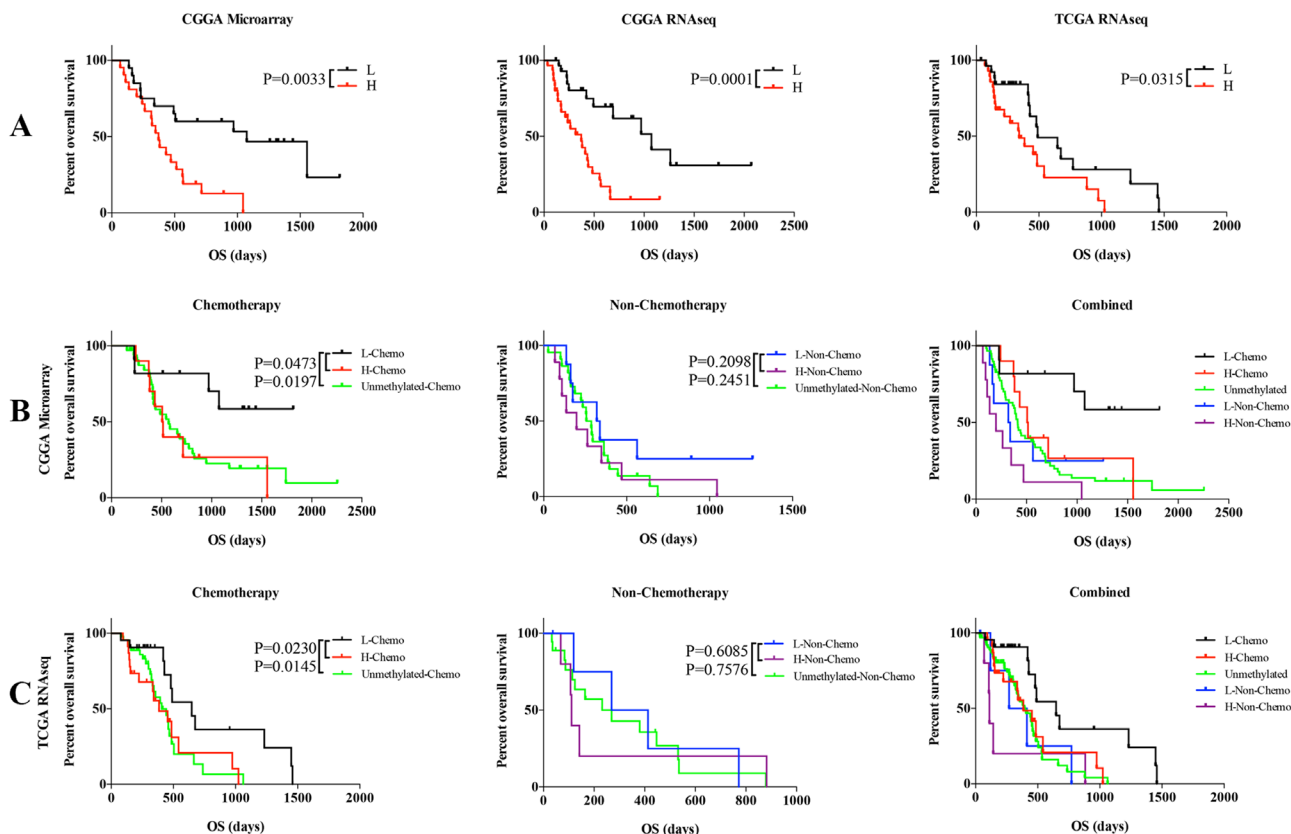 CGGA Microarray
CGGA RNAseq
TCGA RNAseq
A
Percent overall survival
100
50
0
0 500 1000 1500 2000
OS (days)
P=0.0033
L
H
Percent overall survival
100
50
0
0 500 1000 1500 2000 2500
OS (days)
P=0.0001
L
H
Percent overall survival
100
50
0
0 500 1000 1500 2000
OS (days)
P=0.0315
L
H
Chemotherapy
Non-Chemotherapy
Combined
B
CGGA Microarray
Percent overall survival
100
50
0
0 500 1000 1500 2000 2500
OS (days)
P=0.0473
P=0.0197
L-Chemo
H-Chemo
Unmethylated-Chemo
Percent overall survival
100
50
0
0 500 1000 1500
OS (days)
P=0.2098
P=0.2451
L-Non-Chemo
H-Non-Chemo
Unmethylated-Non-Chemo
Percent overall survival
100
50
0
0 500 1000 1500 2000 2500
OS (days)
L-Chemo
H-Chemo
Unmethylated
L-Non-Chemo
H-Non-Chemo
Chemotherapy
Non-Chemotherapy
Combined
C
TCGA RNAseq
Percent overall survival
100
50
0
0 500 1000 1500 2000
OS (days)
P=0.0230
P=0.0145
L-Chemo
H-Chemo
Unmethylated-Chemo
Percent overall survival
100
50
0
0 200 400 600 800 1000
OS (days)
P=0.6085
P=0.7576
L-Non-Chemo
H-Non-Chemo
Unmethylated-Non-Chemo
Percent overall survival
100
50
0
0 500 1000 1500 2000
OS (days)
L-Chemo
H-Chemo
Unmethylated
L-Non-Chemo
H-Non-Chemo